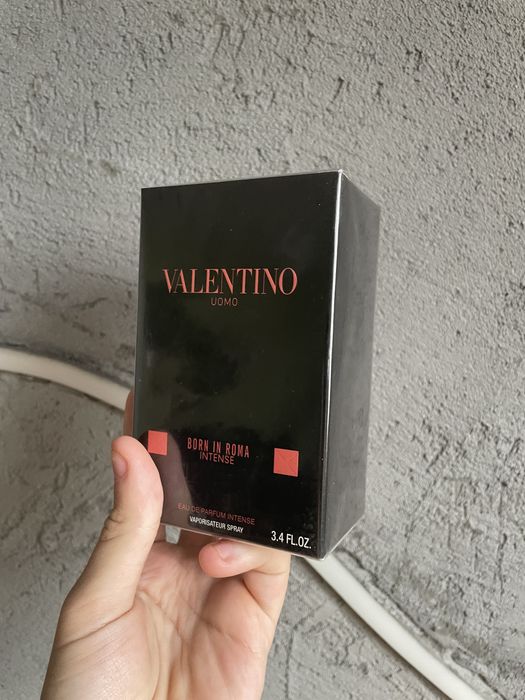 VALENTINO
UOMO
BORN IN ROMA
INTENSE
EAU DE PARFUM INTENSE
VAPORISATEUR SPRAY
3.4 FL.OZ.